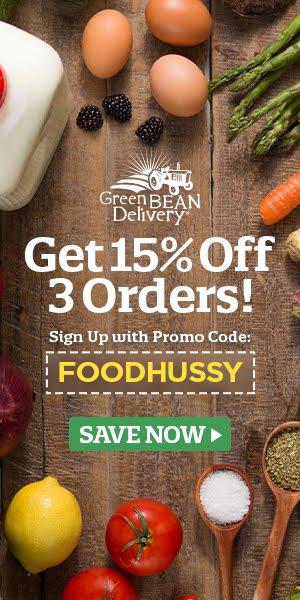 Green BEAN
Delivery
Get 15% Off
3 Orders!
Sign Up with Promo Code:
FOODHUSSY
SAVE NOW